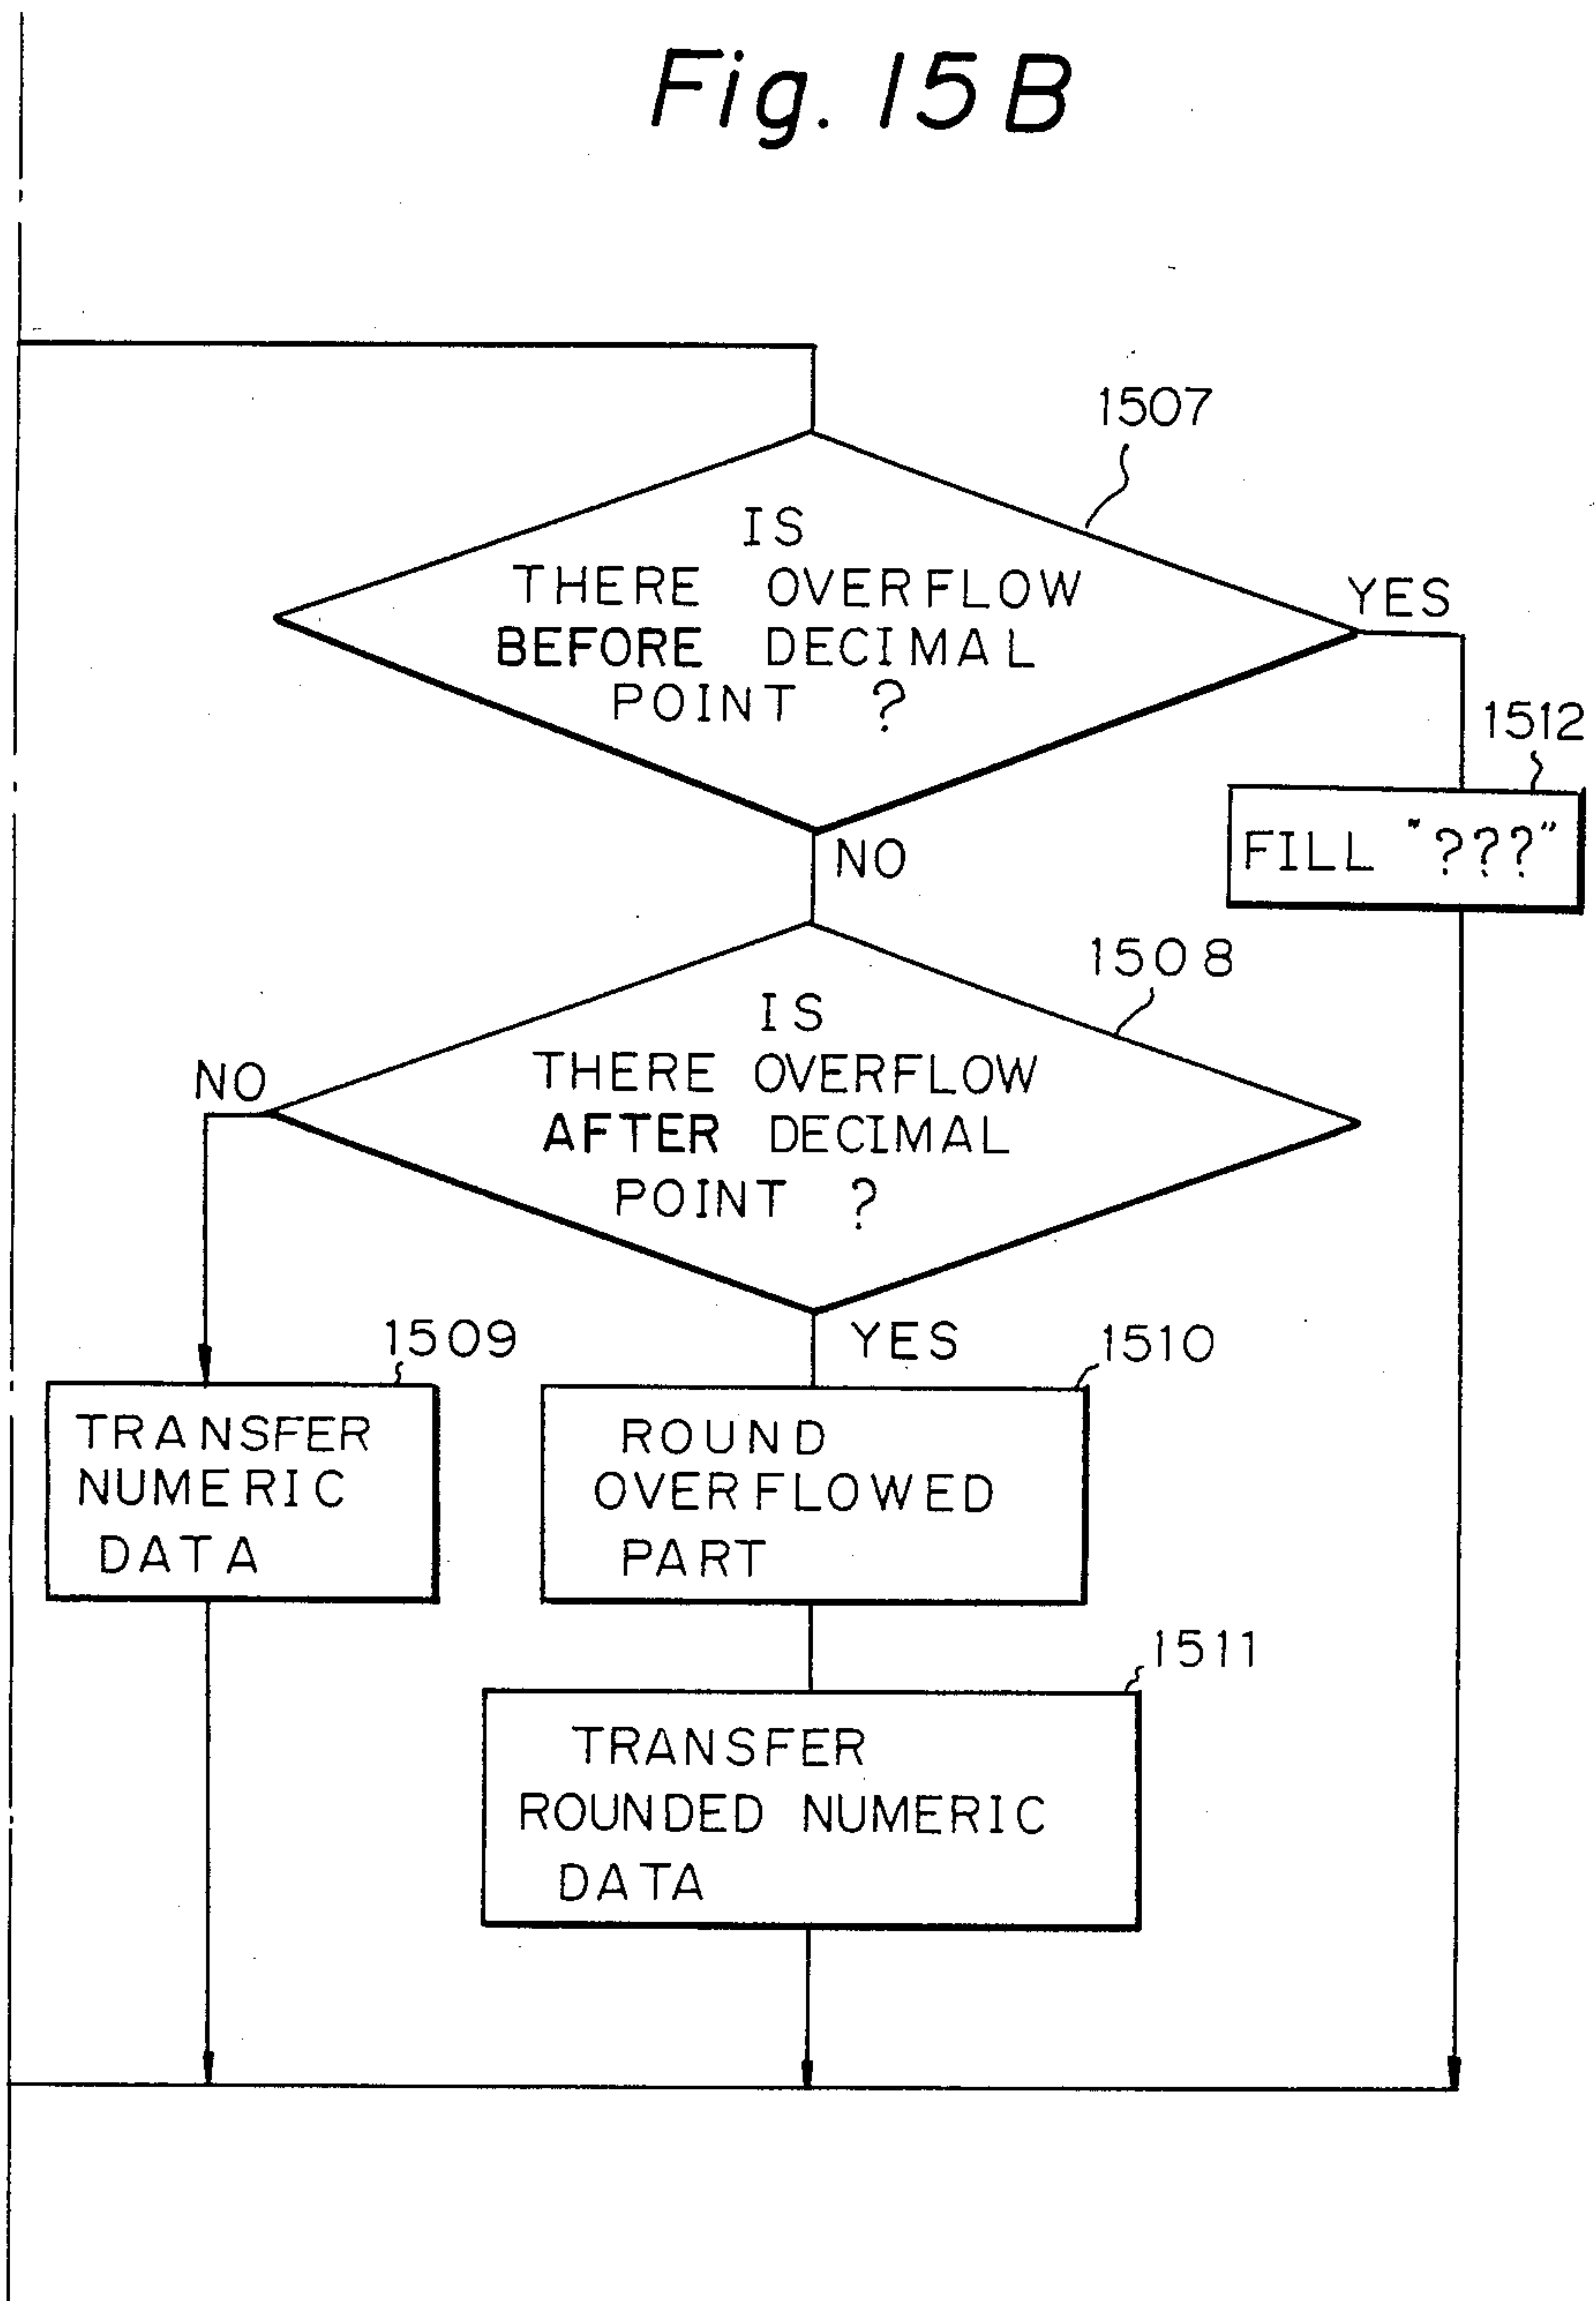 Fig. 15B
1507
IS
THERE OVERFLOW
BEFORE DECIMAL
POINT ?
YES
1512
FILL "???"
NO
1508
IS
THERE OVERFLOW
AFTER DECIMAL
POINT ?
NO
YES
1509
TRANSFER
NUMERIC
DATA
1510
ROUND
OVERFLOWED
PART
1511
TRANSFER
ROUNDED NUMERIC
DATA